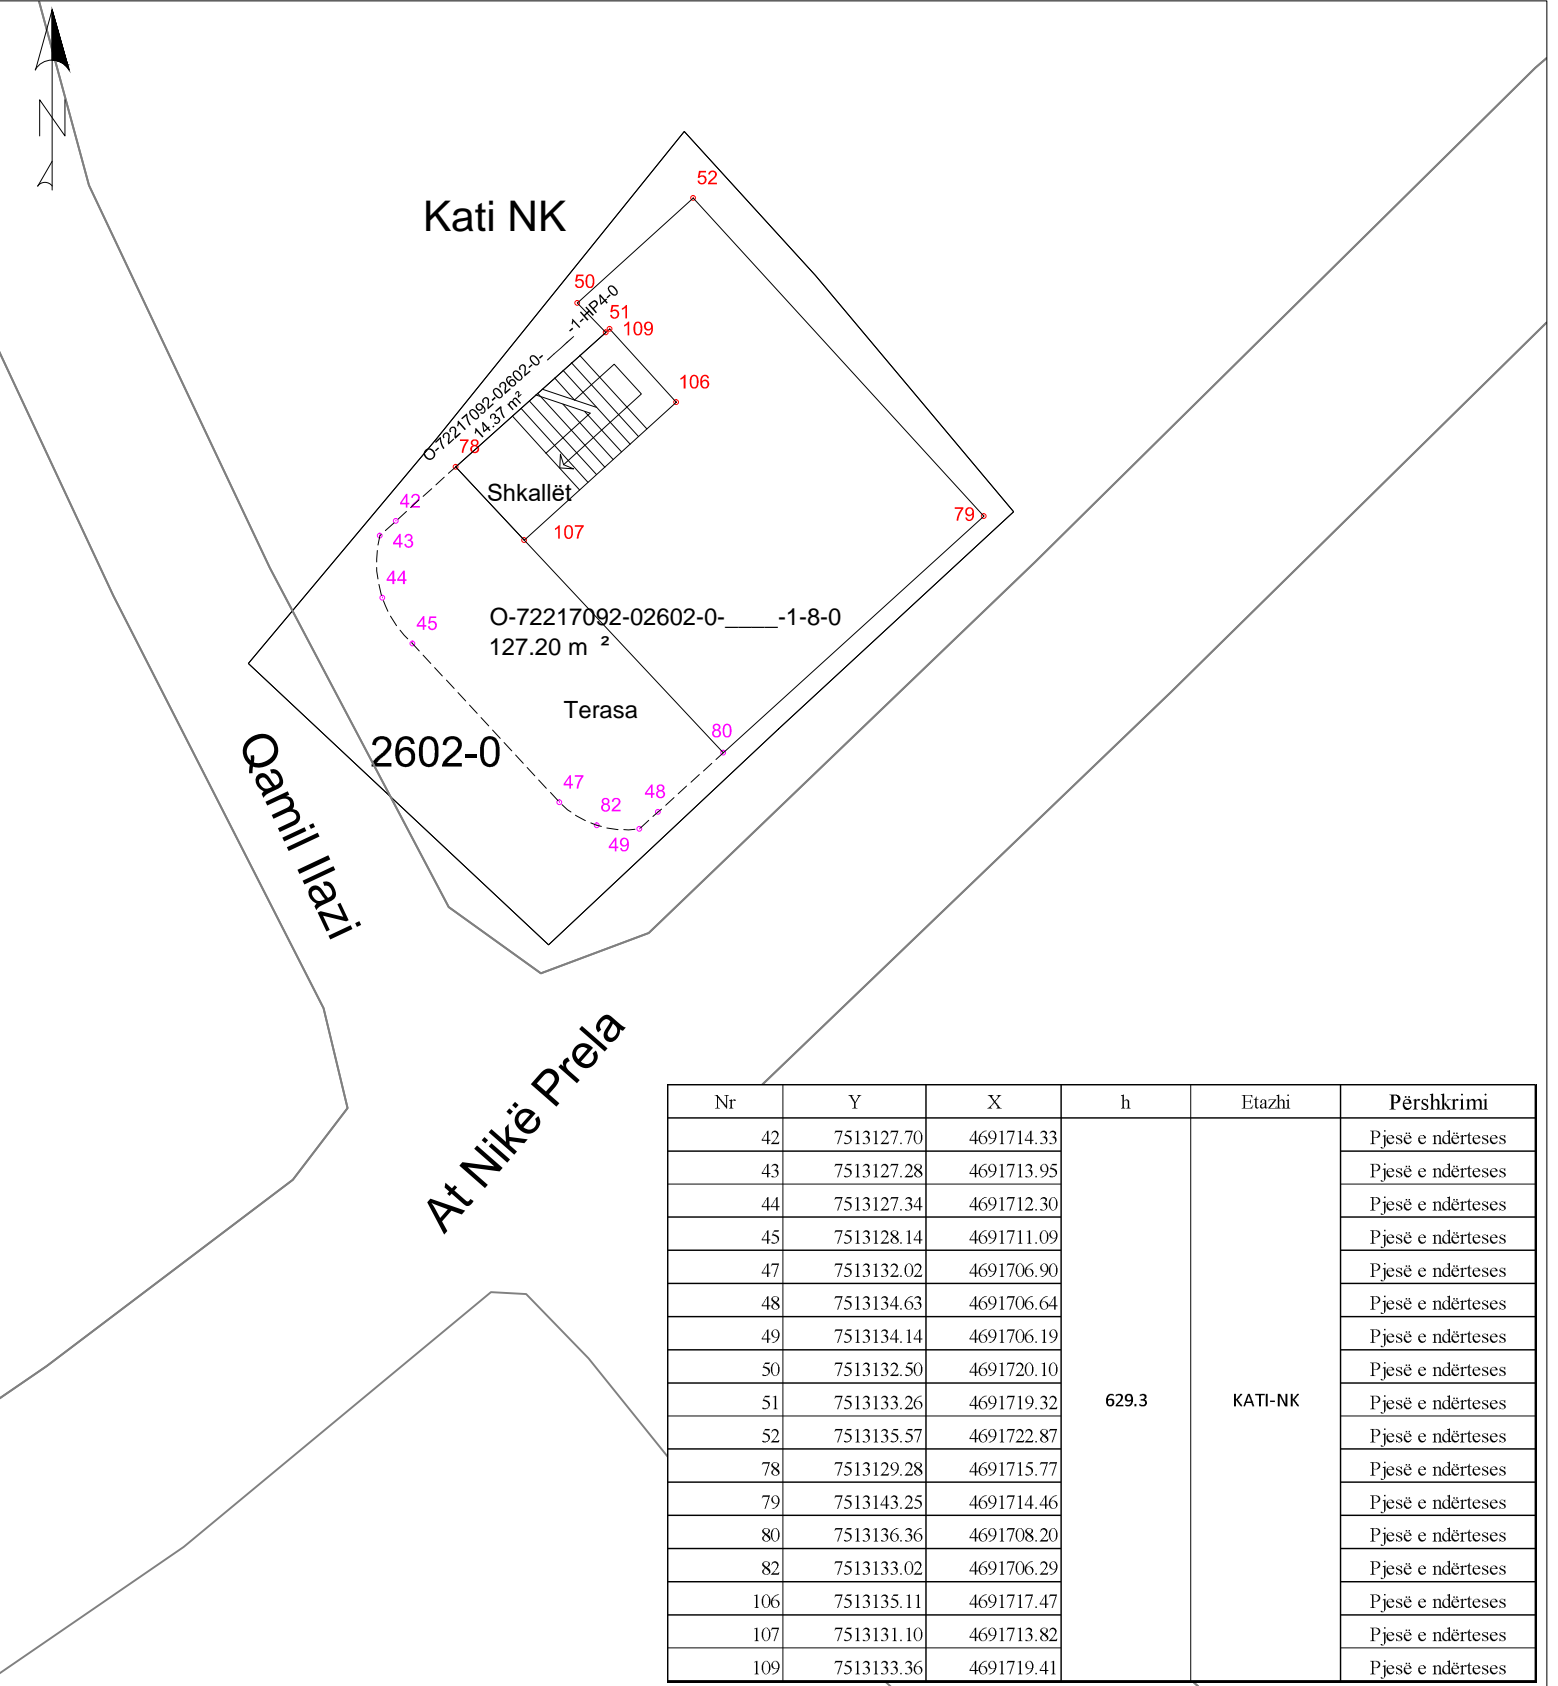 N
Kati NK
52
50
-1-HP4-0
51
109
O-72217092-02602-0-____
14.37 m²
106
78
Shkallët
42
43
107
79
44
45
O-72217092-02602-0-____-1-8-0
127.20 m ²
Terasa
80
2602-0
47
82
48
49
Qamil Ilazi
At Nikë Prela
Nr Y X h Etazhi Përshkrimi
42 7513127.70 4691714.33 Pjesë e ndërteses
43 7513127.28 4691713.95 Pjesë e ndërteses
44 7513127.34 4691712.30 Pjesë e ndërteses
45 7513128.14 4691711.09 Pjesë e ndërteses
47 7513132.02 4691706.90 Pjesë e ndërteses
48 7513134.63 4691706.64 Pjesë e ndërteses
49 7513134.14 4691706.19 Pjesë e ndërteses
50 7513132.50 4691720.10 Pjesë e ndërteses
51 7513133.26 4691719.32 629.3 KATI-NK Pjesë e ndërteses
52 7513135.57 4691722.87 Pjesë e ndërteses
78 7513129.28 4691715.77 Pjesë e ndërteses
79 7513143.25 4691714.46 Pjesë e ndërteses
80 7513136.36 4691708.20 Pjesë e ndërteses
82 7513133.02 4691706.29 Pjesë e ndërteses
106 7513135.11 4691717.47 Pjesë e ndërteses
107 7513131.10 4691713.82 Pjesë e ndërteses
109 7513133.36 4691719.41 Pjesë e ndërteses